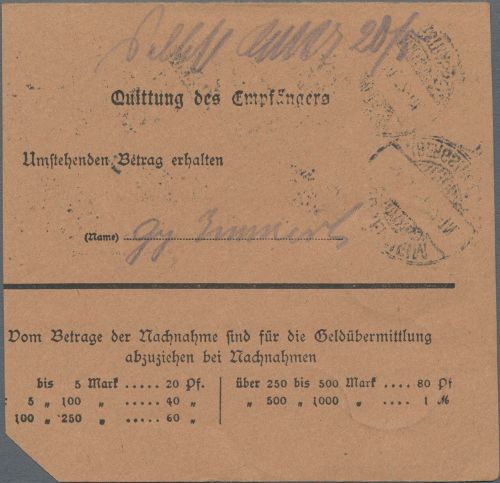 20/
Quittung des Empfängers
Umstehenden Betrag erhalten
(Name)
Vom Betrage der Nachnahme sind für die Geldübermittlung
abzuziehen bei Nachnahmen
bis 5 Mark ..... 20 Pf.
5 „ 100 „ ..... 40 „
100 „ 250 „ ..... 60 „
über 250 bis 500 Mark .... 80 Pf
„ 500 „ 1000 „ .... 1 M